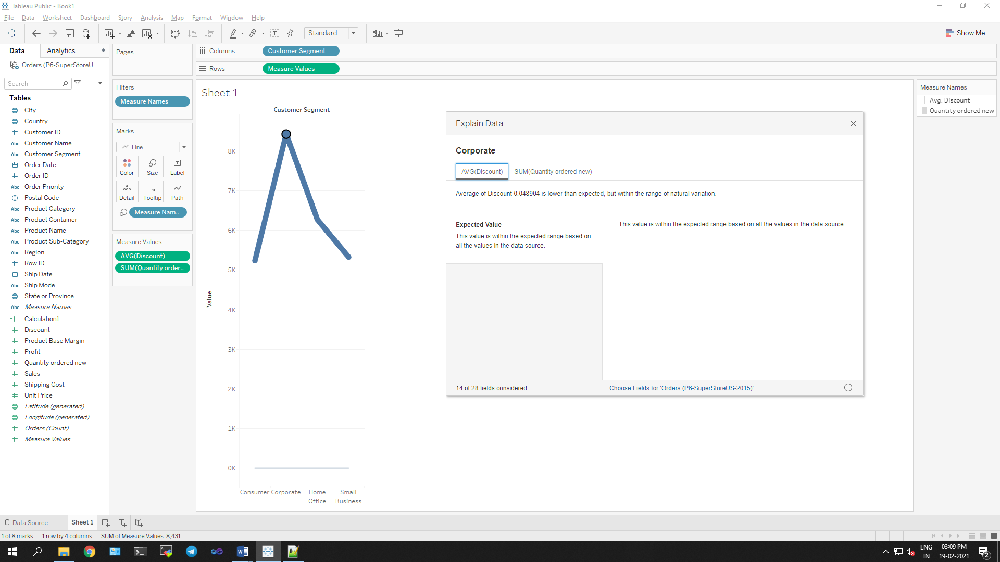 Tableau Public - Book1
File Data Worksheet Dashboard Story Analysis Map Format Window Help
Standard
Show Me
Data
Analytics
Orders (P6-SuperStoreU...
Search
Tables
City
Country
Customer ID
Abc Customer Name
Abc Customer Segment
Order Date
Order ID
Abc Order Priority
Postal Code
Abc Product Category
Abc Product Container
Abc Product Name
Abc Product Sub-Category
Abc Region
Row ID
Ship Date
Abc Ship Mode
State or Province
Abc Measure Names
Calculation1
Discount
Product Base Margin
Profit
Quantity ordered new
Sales
Shipping Cost
Unit Price
Latitude (generated)
Longitude (generated)
Orders (Count)
Measure Values
Pages
Filters
Measure Names
Marks
Line
Color Size Label
Detail Tooltip Path
Measure Nam..
Measure Values
AVG(Discount)
SUM(Quantity order..
Columns
Customer Segment
Rows
Measure Values
Sheet 1
Customer Segment
8K
7K
6K
5K
4K
3K
2K
1K
0K
Value
Consumer Corporate Home Office Small Business
Explain Data
Corporate
AVG(Discount) SUM(Quantity ordered new)
Average of Discount 0.048904 is lower than expected, but within the range of natural variation.
Expected Value
This value is within the expected range based on
all the values in the data source.
This value is within the expected range based on all the values in the data source.
14 of 28 fields considered
Choose Fields for 'Orders (P6-SuperStoreUS-2015)'...
Measure Names
Avg. Discount
Quantity ordered new
Data Source
Sheet 1
1 of 8 marks 1 row by 4 columns SUM of Measure Values: 8,431
ENG
IN
03:09 PM
19-02-2021
2